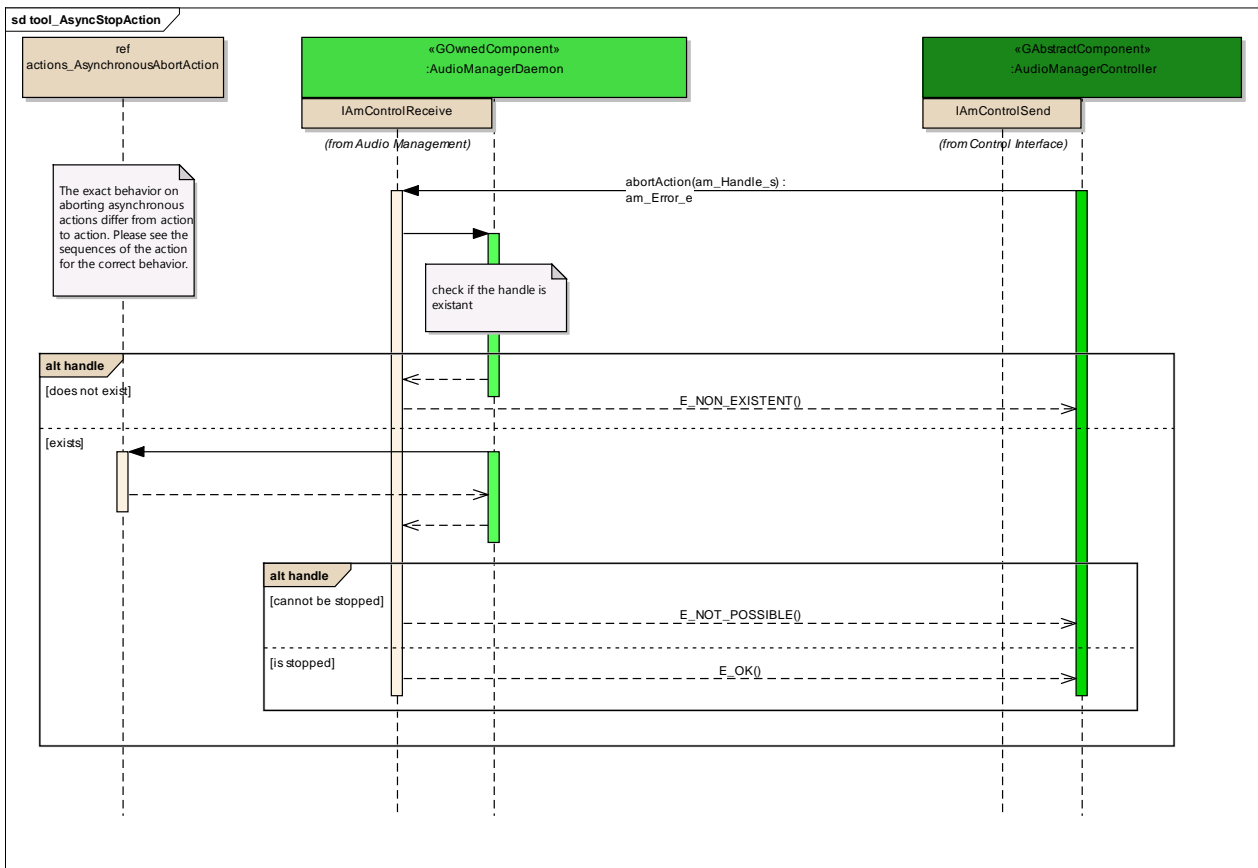 sd tool_AsyncStopAction
ref
actions_AsynchronousAbortAction
«GOwnedComponent»
:AudioManagerDaemon
«GAbstractComponent»
:AudioManagerController
IAmControlReceive
IAmControlSend
(from Audio Management)
(from Control Interface)
The exact behavior on
aborting asynchronous
actions differ from action
to action. Please see the
sequences of the action
for the correct behavior.
abortAction(am_Handle_s) :
am_Error_e
check if the handle is
existant
alt handle
[does not exist]
E_NON_EXISTENT()
[exists]
alt handle
[cannot be stopped]
E_NOT_POSSIBLE()
[is stopped]
E_OK()